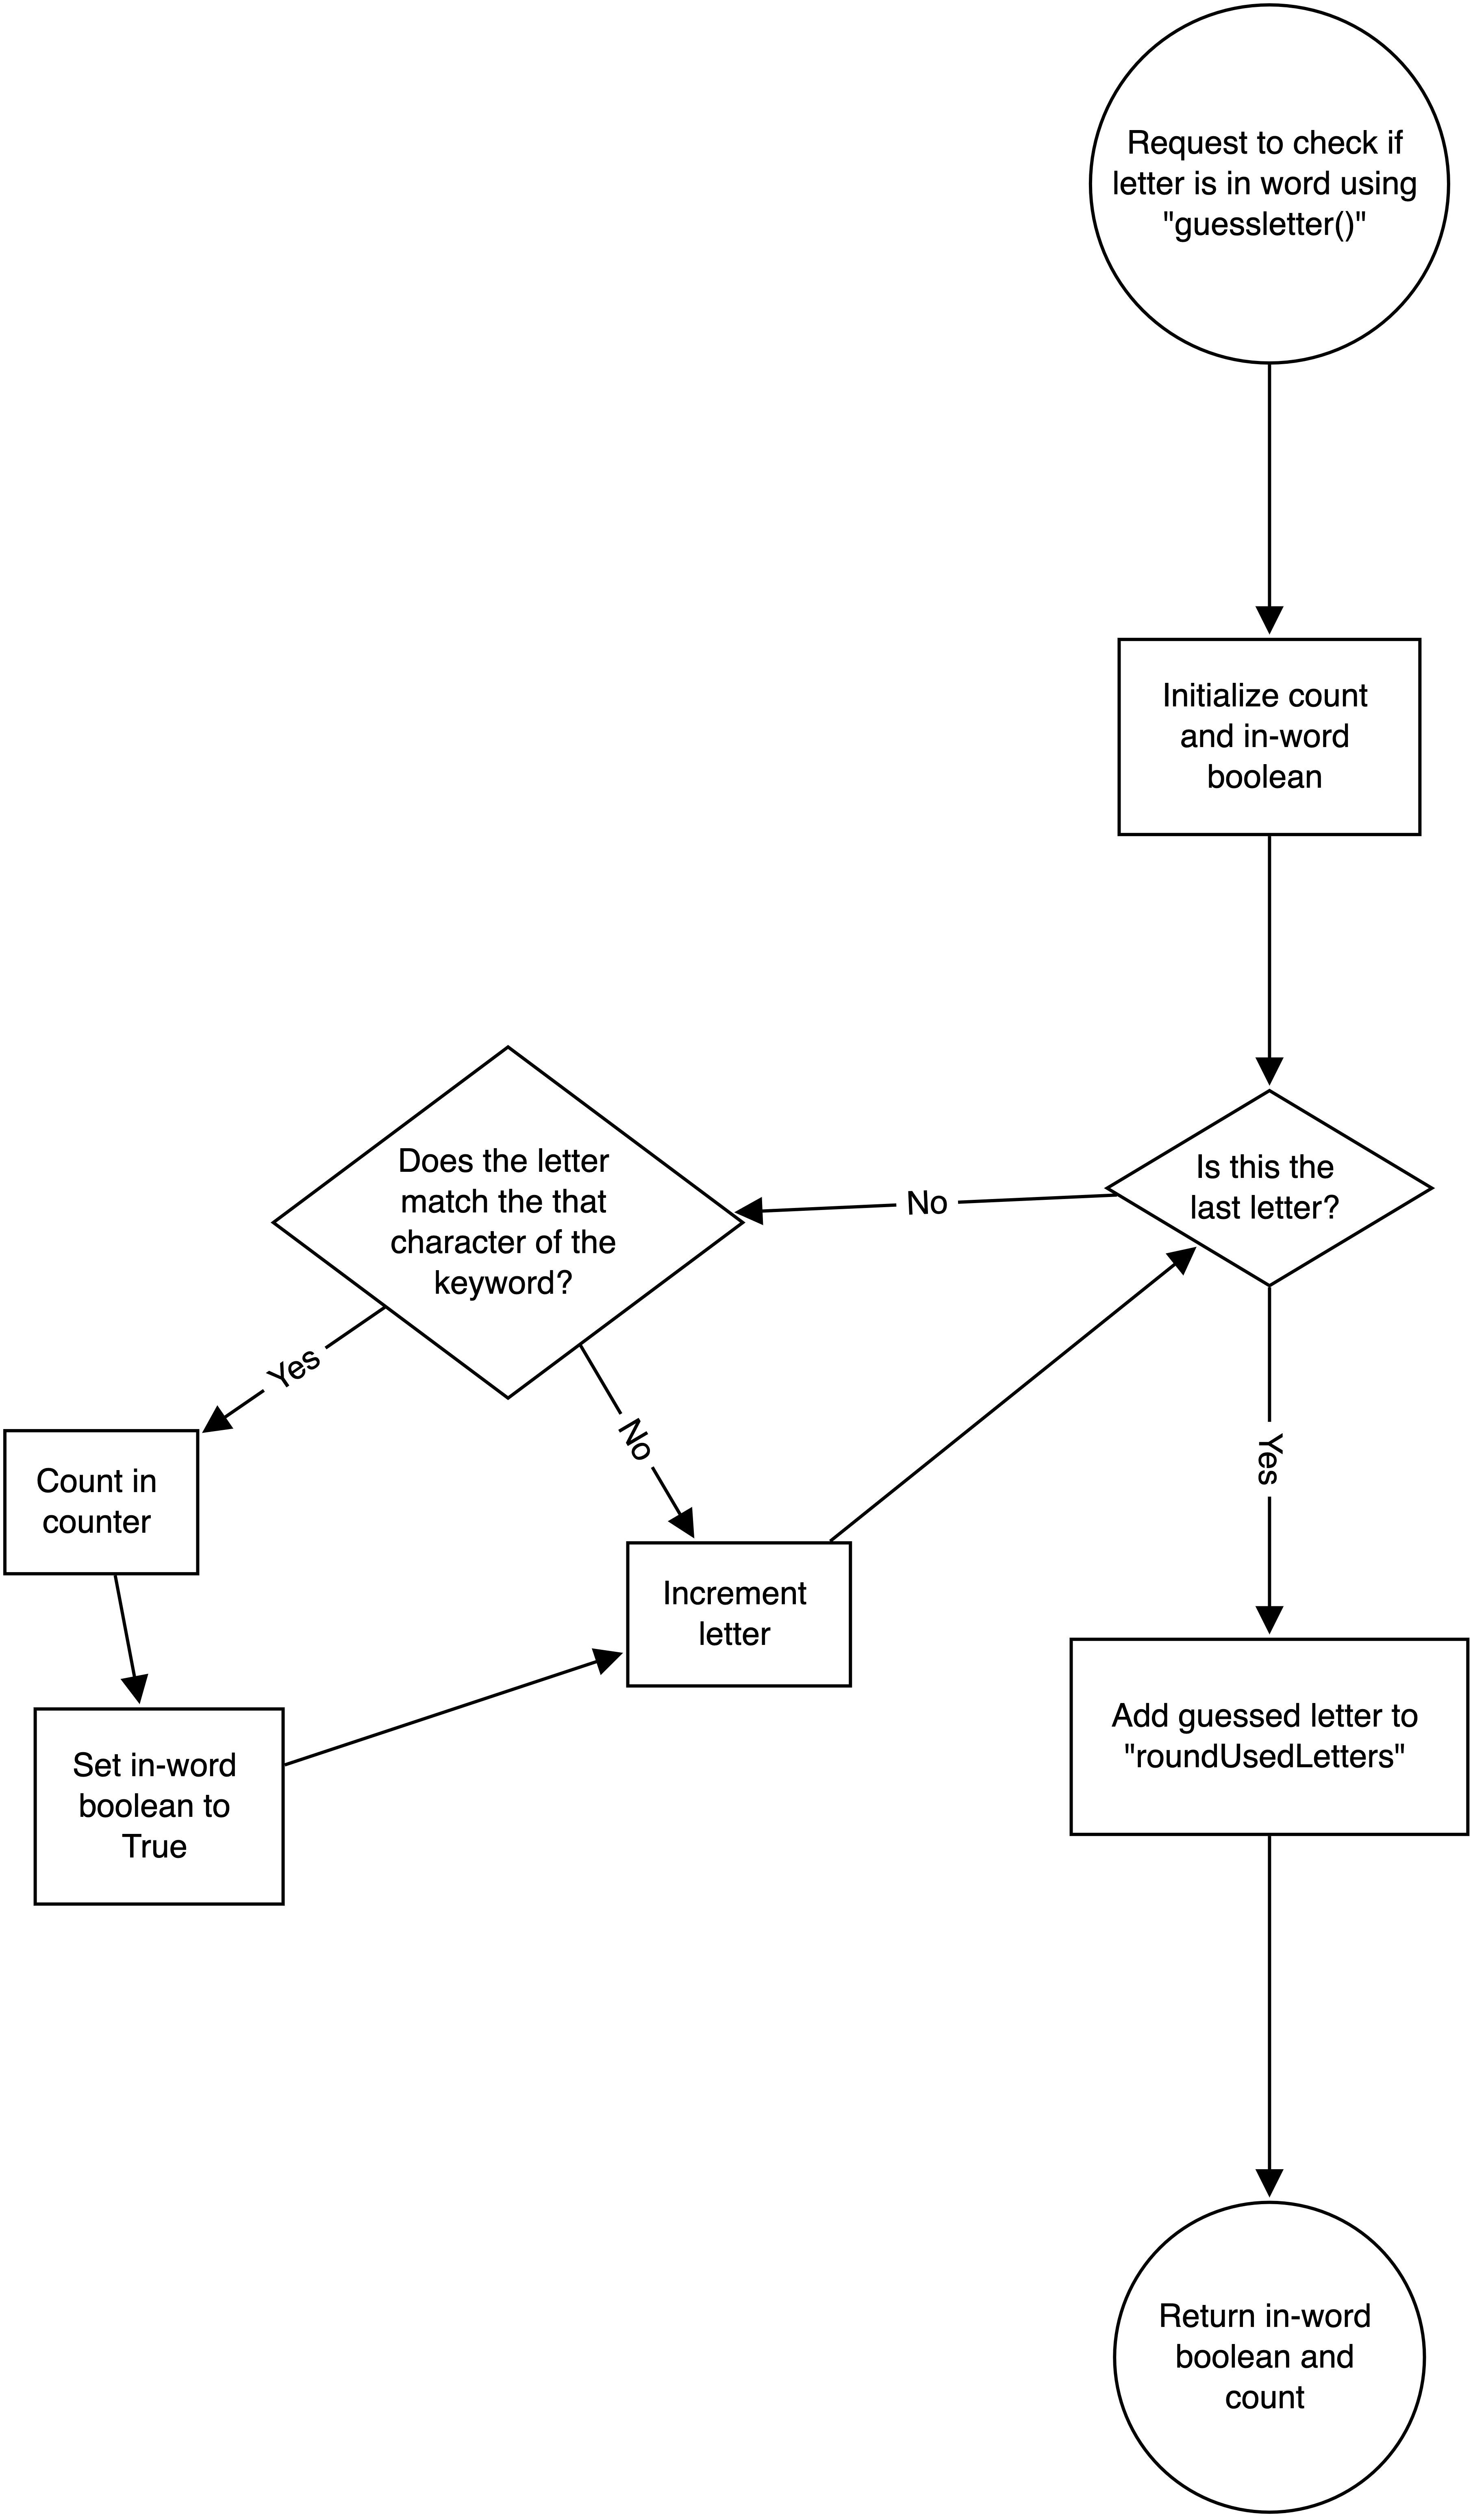 Request to check if
letter is in word using
"guessletter()"
Initialize count
and in-word
boolean
Is this the
last letter?
No
Does the letter
match the that
character of the
keyword?
Yes
No
Yes
Count in
counter
Increment
letter
Set in-word
boolean to
True
Add guessed letter to
"roundUsedLetters"
Return in-word
boolean and
count